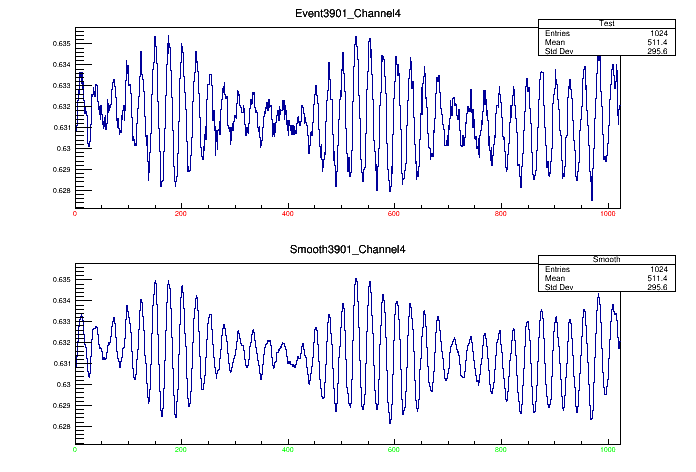 Event3901_Channel4
Test
Entries 1024
Mean 511.4
Std Dev 295.6
0.635
0.634
0.633
0.632
0.631
0.63
0.629
0.628
0 200 400 600 800 1000
Smooth3901_Channel4
Smooth
Entries 1024
Mean 511.4
Std Dev 295.6
0.635
0.634
0.633
0.632
0.631
0.63
0.629
0.628
0 200 400 600 800 1000